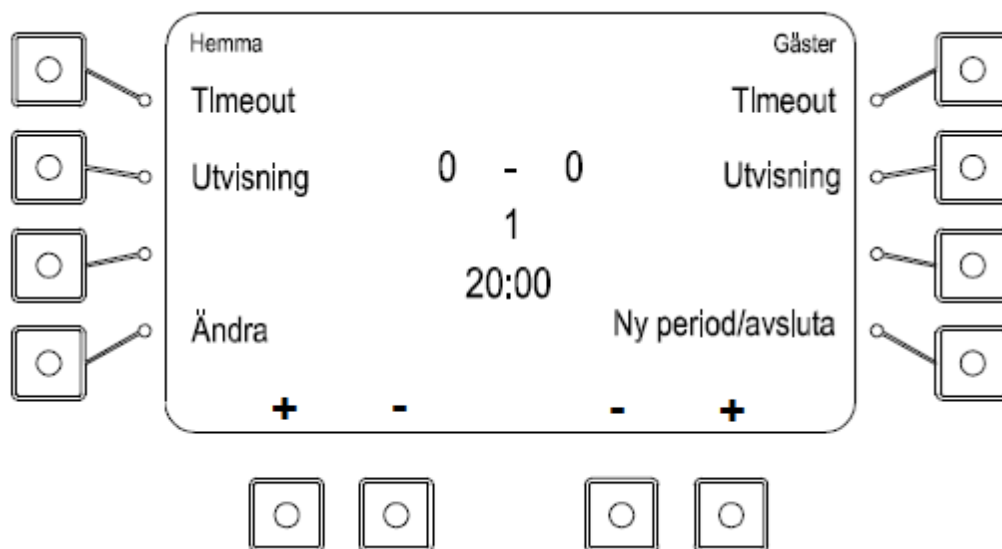 Hemma Gäster
TImeout TImeout
Utvisning 0 - 0 Utvisning
1
20:00
Ändra Ny period/avsluta
+ - - +